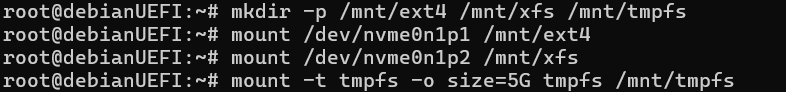 root@debianUEFI:~# mkdir -p /mnt/ext4 /mnt/xfs /mnt/tmpfs
root@debianUEFI:~# mount /dev/nvme0n1p1 /mnt/ext4
root@debianUEFI:~# mount /dev/nvme0n1p2 /mnt/xfs
root@debianUEFI:~# mount -t tmpfs -o size=5G tmpfs /mnt/tmpfs